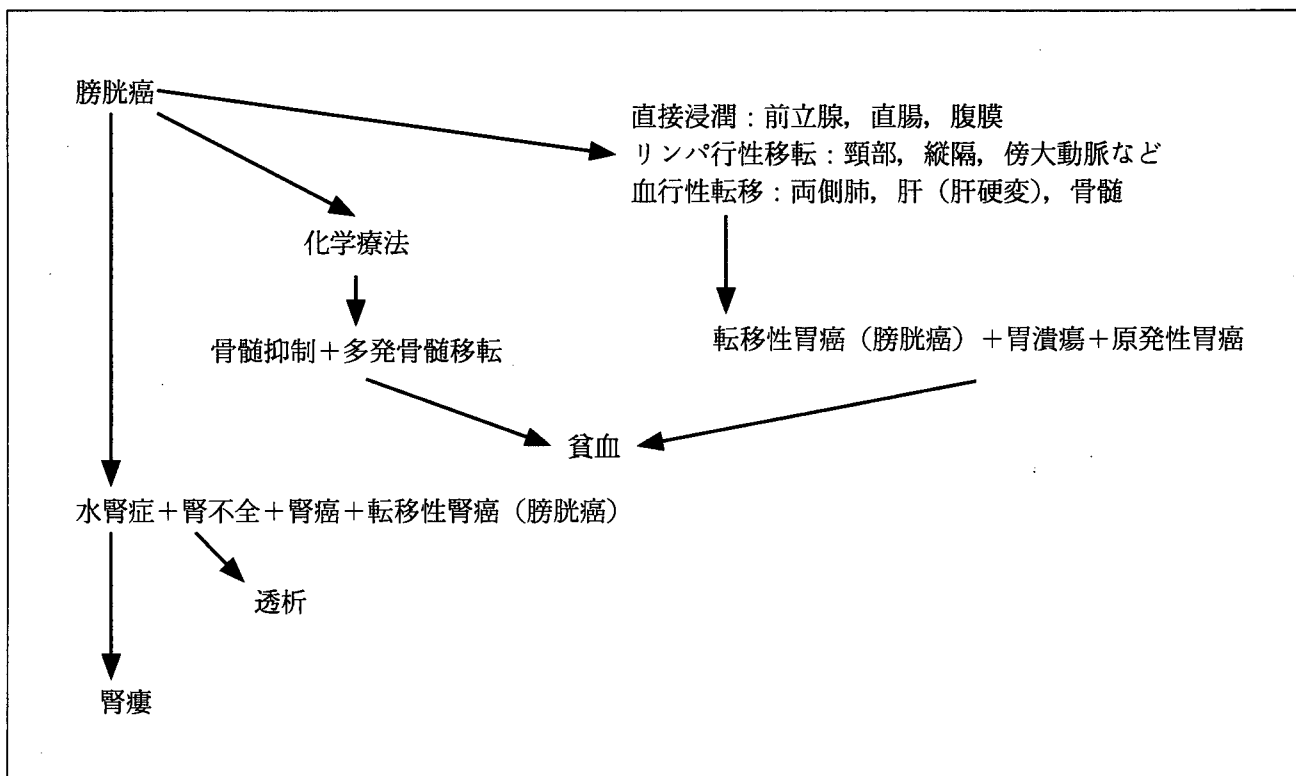 膀胱癌
直接浸潤：前立腺，直腸，腹膜
リンパ行性移転：頸部，縦隔，傍大動脈など
血行性転移：両側肺，肝（肝硬変），骨髄
化学療法
骨髄抑制＋多発骨髄移転
転移性胃癌（膀胱癌）＋胃潰瘍＋原発性胃癌
貧血
水腎症＋腎不全＋腎癌＋転移性腎癌（膀胱癌）
透析
腎瘻